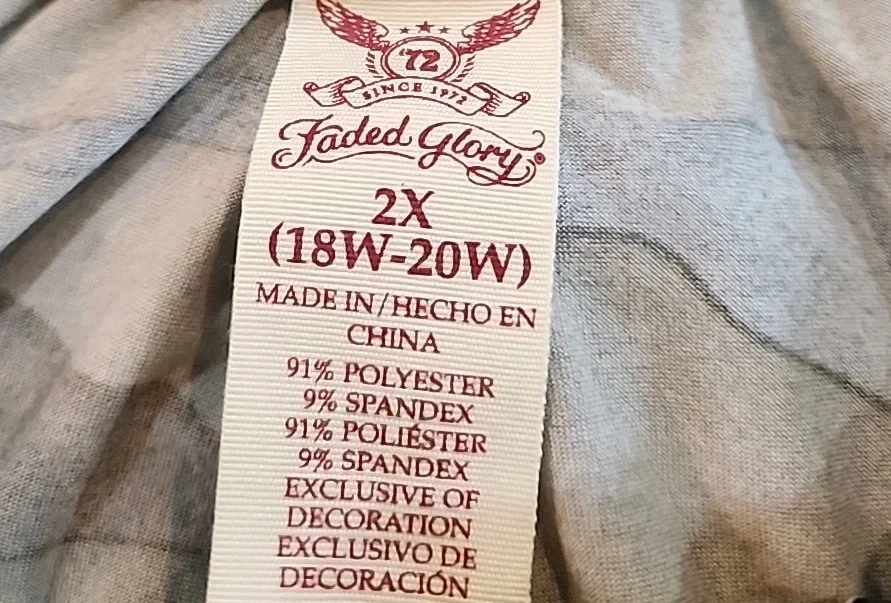 '72
SINCE 1972
Faded Glory®
2X
(18W-20W)
MADE IN/HECHO EN
CHINA
91% POLYESTER
9% SPANDEX
91% POLIÉSTER
9% SPANDEX
EXCLUSIVE OF
DECORATION
EXCLUSIVO DE
DECORACIÓN